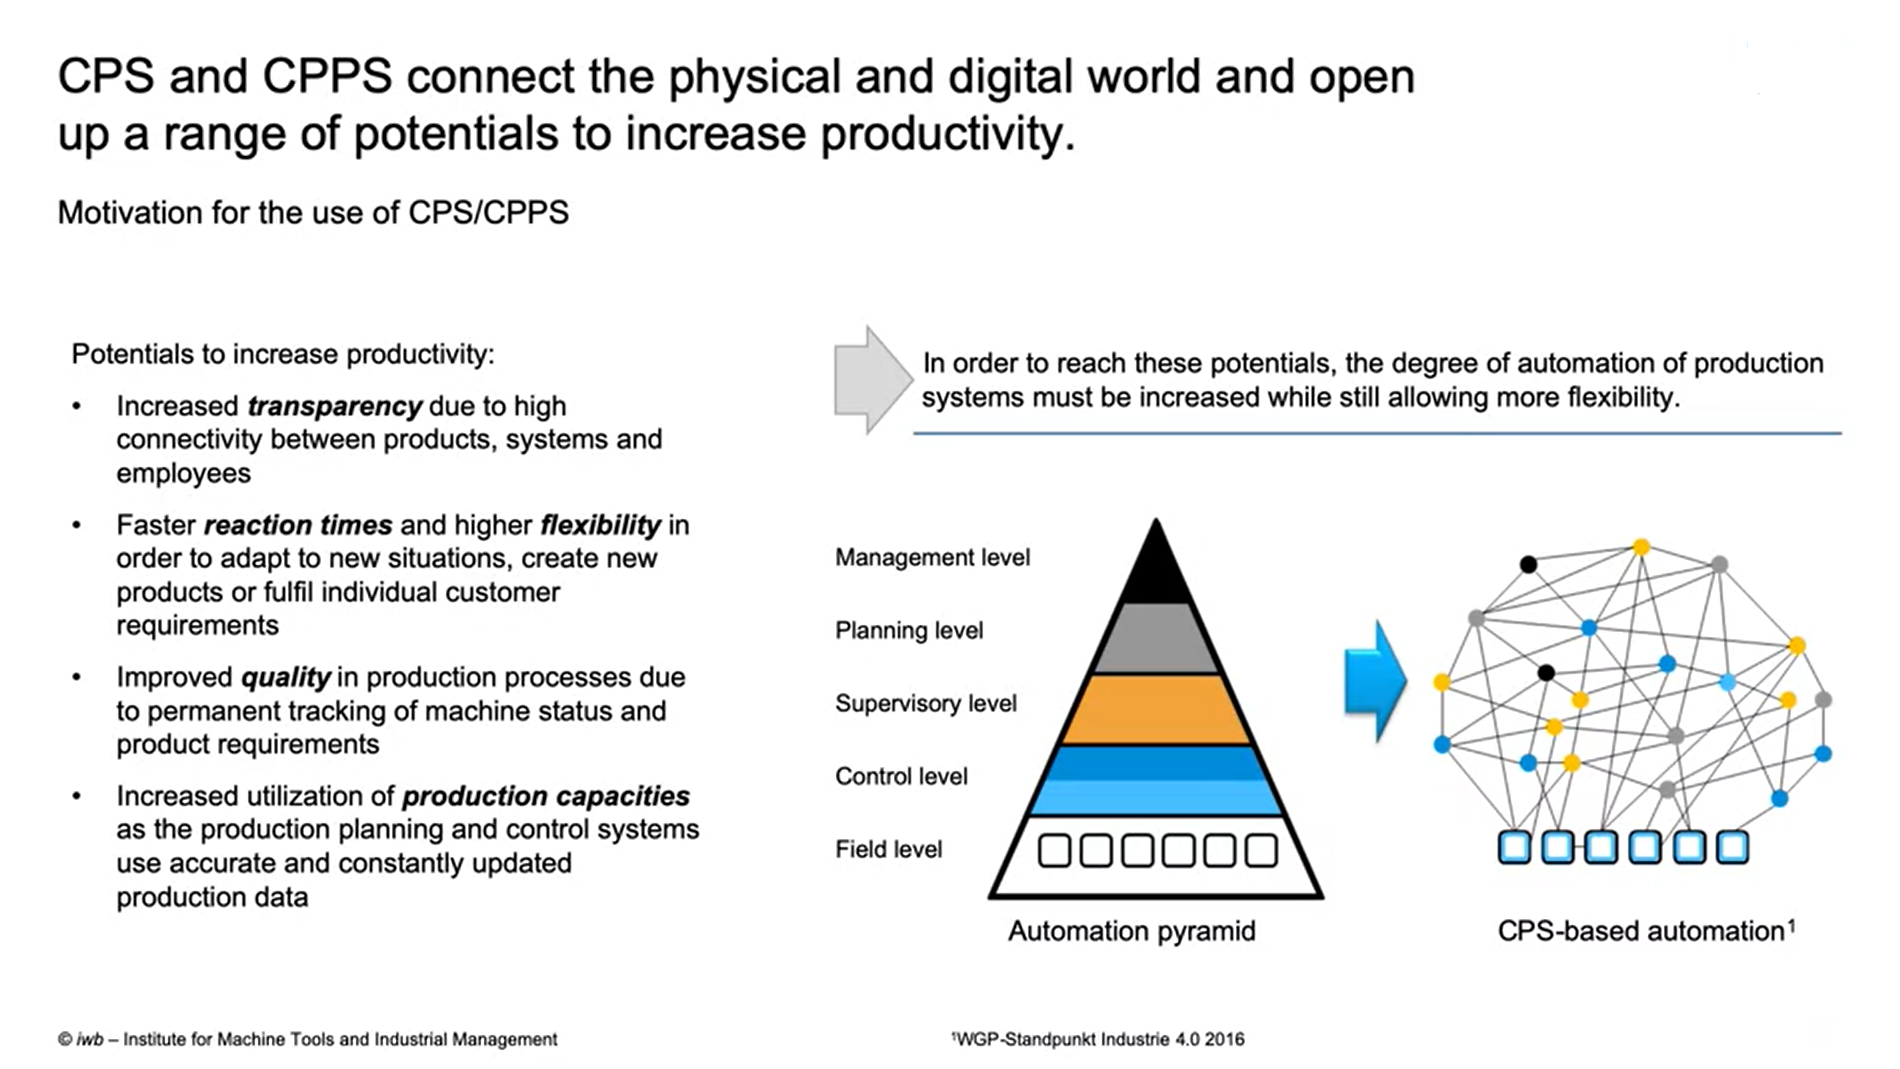 CPS and CPPS connect the physical and digital world and open
up a range of potentials to increase productivity.
Motivation for the use of CPS/CPPS
Potentials to increase productivity:
• Increased transparency due to high
connectivity between products, systems and
employees
• Faster reaction times and higher flexibility in
order to adapt to new situations, create new
products or fulfil individual customer
requirements
• Improved quality in production processes due
to permanent tracking of machine status and
product requirements
• Increased utilization of production capacities
as the production planning and control systems
use accurate and constantly updated
production data
In order to reach these potentials, the degree of automation of production
systems must be increased while still allowing more flexibility.
Management level
Planning level
Supervisory level
Control level
Field level
Automation pyramid
CPS-based automation¹
© iwb – Institute for Machine Tools and Industrial Management
¹WGP-Standpunkt Industrie 4.0 2016